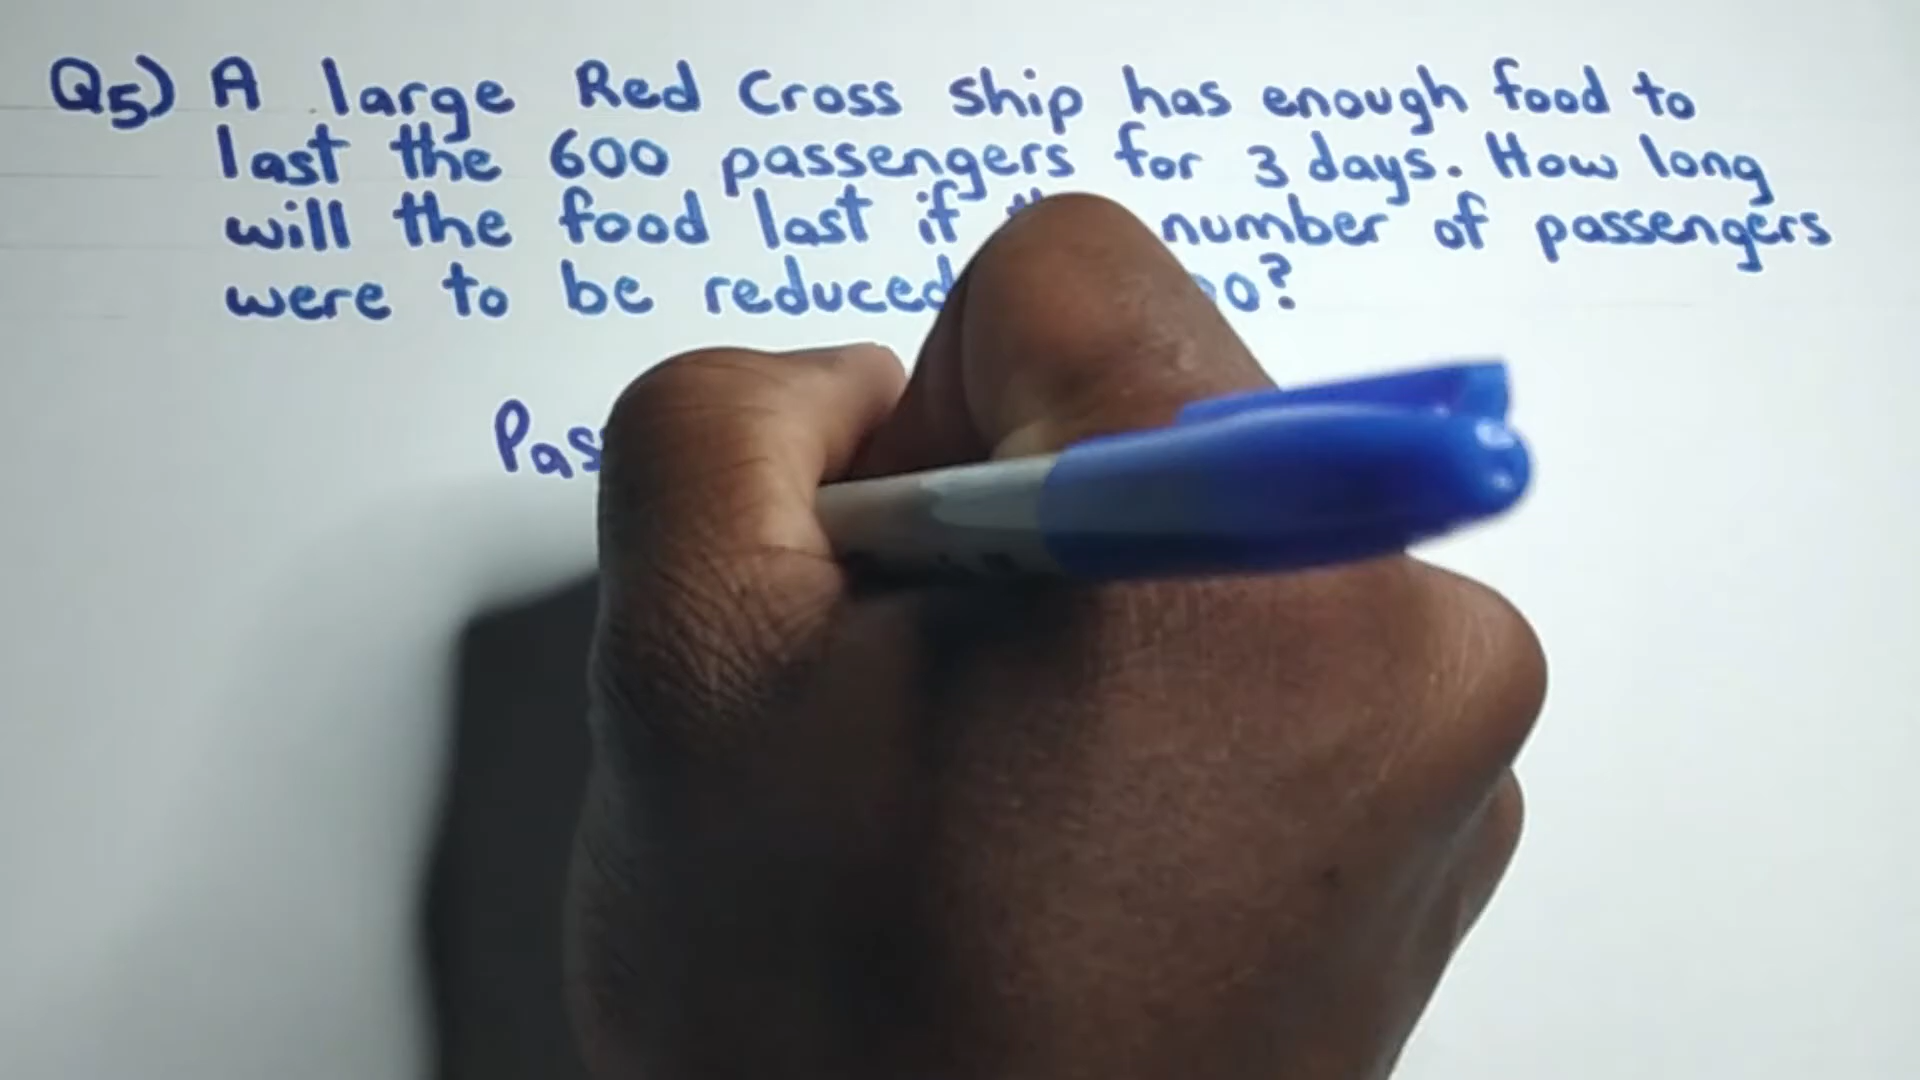 Q5) A large Red Cross ship has enough food to
last the 600 passengers for 3 days. How long
will the food last if number of passengers
were to be reduced 0?
Pas